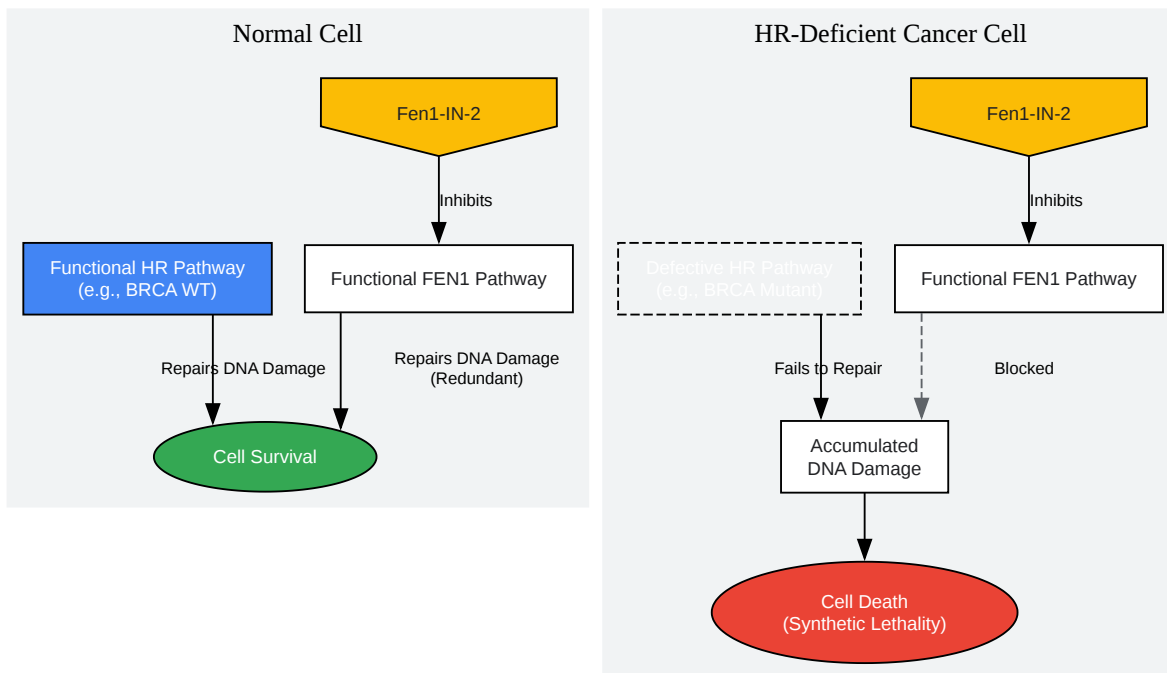 Normal Cell
Fen1-IN-2
Inhibits
Functional HR Pathway
(e.g., BRCA WT)
Functional FEN1 Pathway
Repairs DNA Damage
Repairs DNA Damage
(Redundant)
Cell Survival
HR-Deficient Cancer Cell
Fen1-IN-2
Inhibits
Defective HR Pathway
(e.g., BRCA Mutant)
Functional FEN1 Pathway
Fails to Repair
Blocked
Accumulated
DNA Damage
Cell Death
(Synthetic Lethality)